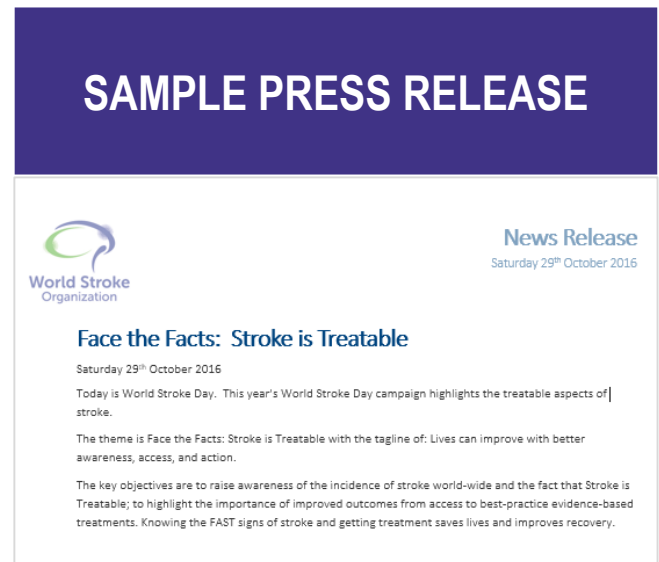 SAMPLE PRESS RELEASE
World Stroke
Organization
News Release
Saturday 29th October 2016
Face the Facts:  Stroke is Treatable
Saturday 29th October 2016
Today is World Stroke Day.  This year's World Stroke Day campaign highlights the treatable aspects of
stroke.
The theme is Face the Facts: Stroke is Treatable with the tagline of: Lives can improve with better
awareness, access, and action.
The key objectives are to raise awareness of the incidence of stroke world-wide and the fact that Stroke is
Treatable; to highlight the importance of improved outcomes from access to best-practice evidence-based
treatments. Knowing the FAST signs of stroke and getting treatment saves lives and improves recovery.